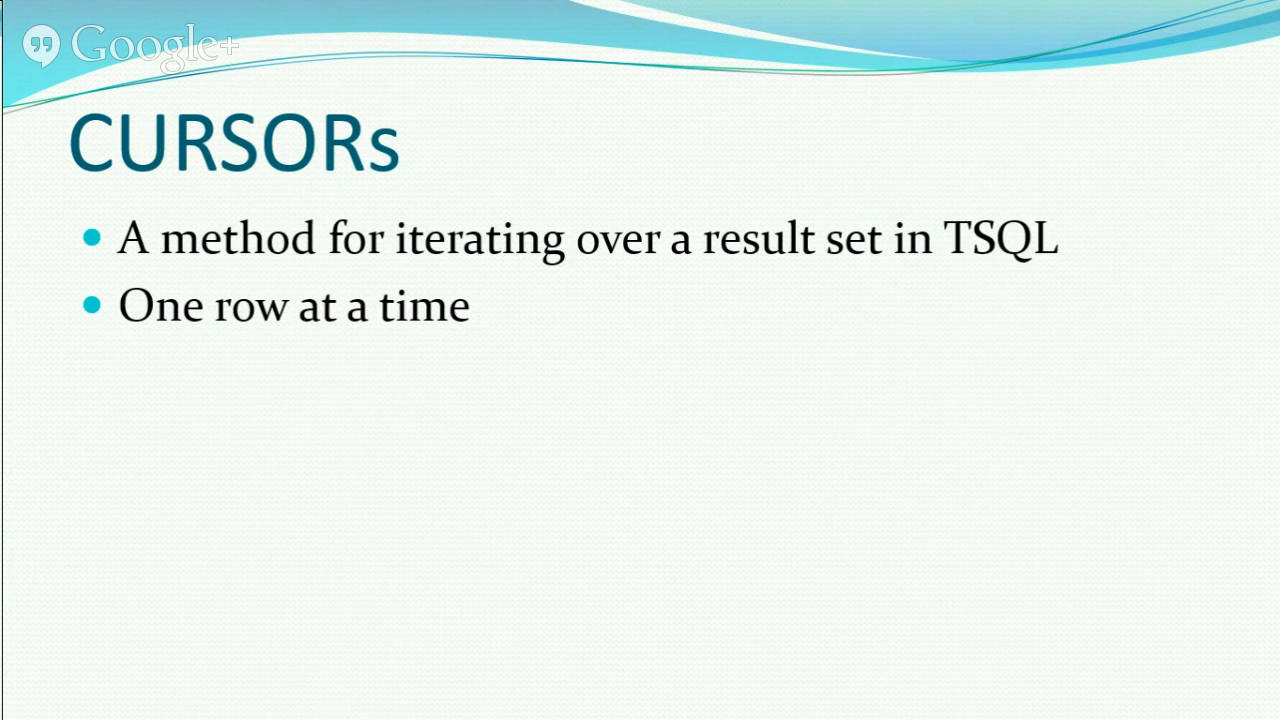 Google+
CURSORs
A method for iterating over a result set in TSQL
One row at a time